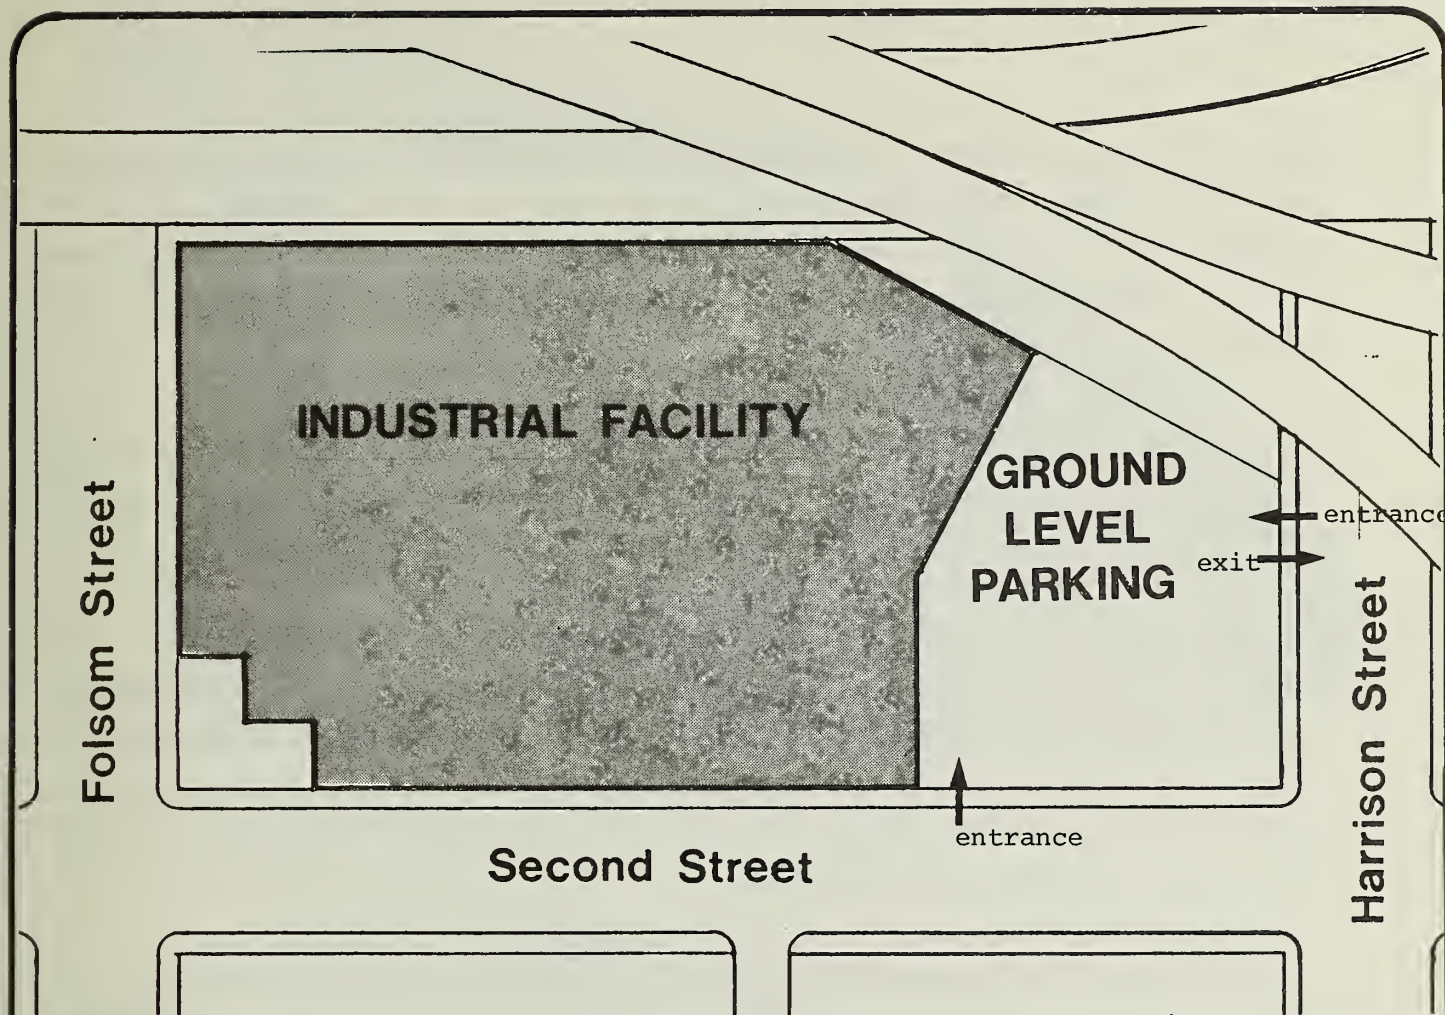 INDUSTRIAL FACILITY
GROUND
LEVEL
PARKING
entrance
exit
Folsom Street
Harrison Street
entrance
Second Street